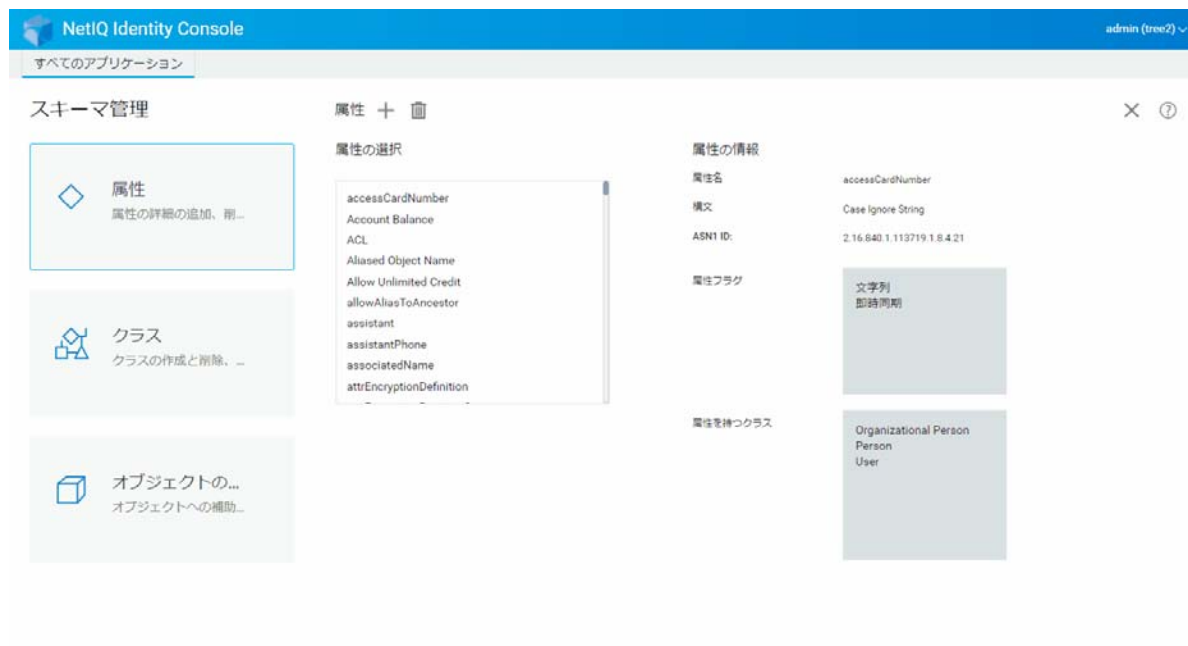 NetIQ Identity Console
admin (tree2)
すべてのアプリケーション
スキーマ管理
属性
属性の詳細の追加、削...
クラス
クラスの作成と削除、...
オブジェクトの...
オブジェクトへの補助...
属性
属性の選択
accessCardNumber
Account Balance
ACL
Aliased Object Name
Allow Unlimited Credit
allowAliasToAncestor
assistant
assistantPhone
associatedName
attrEncryptionDefinition
属性の情報
属性名 accessCardNumber
構文 Case Ignore String
ASN1 ID: 2.16.840.1.113719.1.8.4.21
属性フラグ
文字列
即時同期
属性を持つクラス
Organizational Person
Person
User